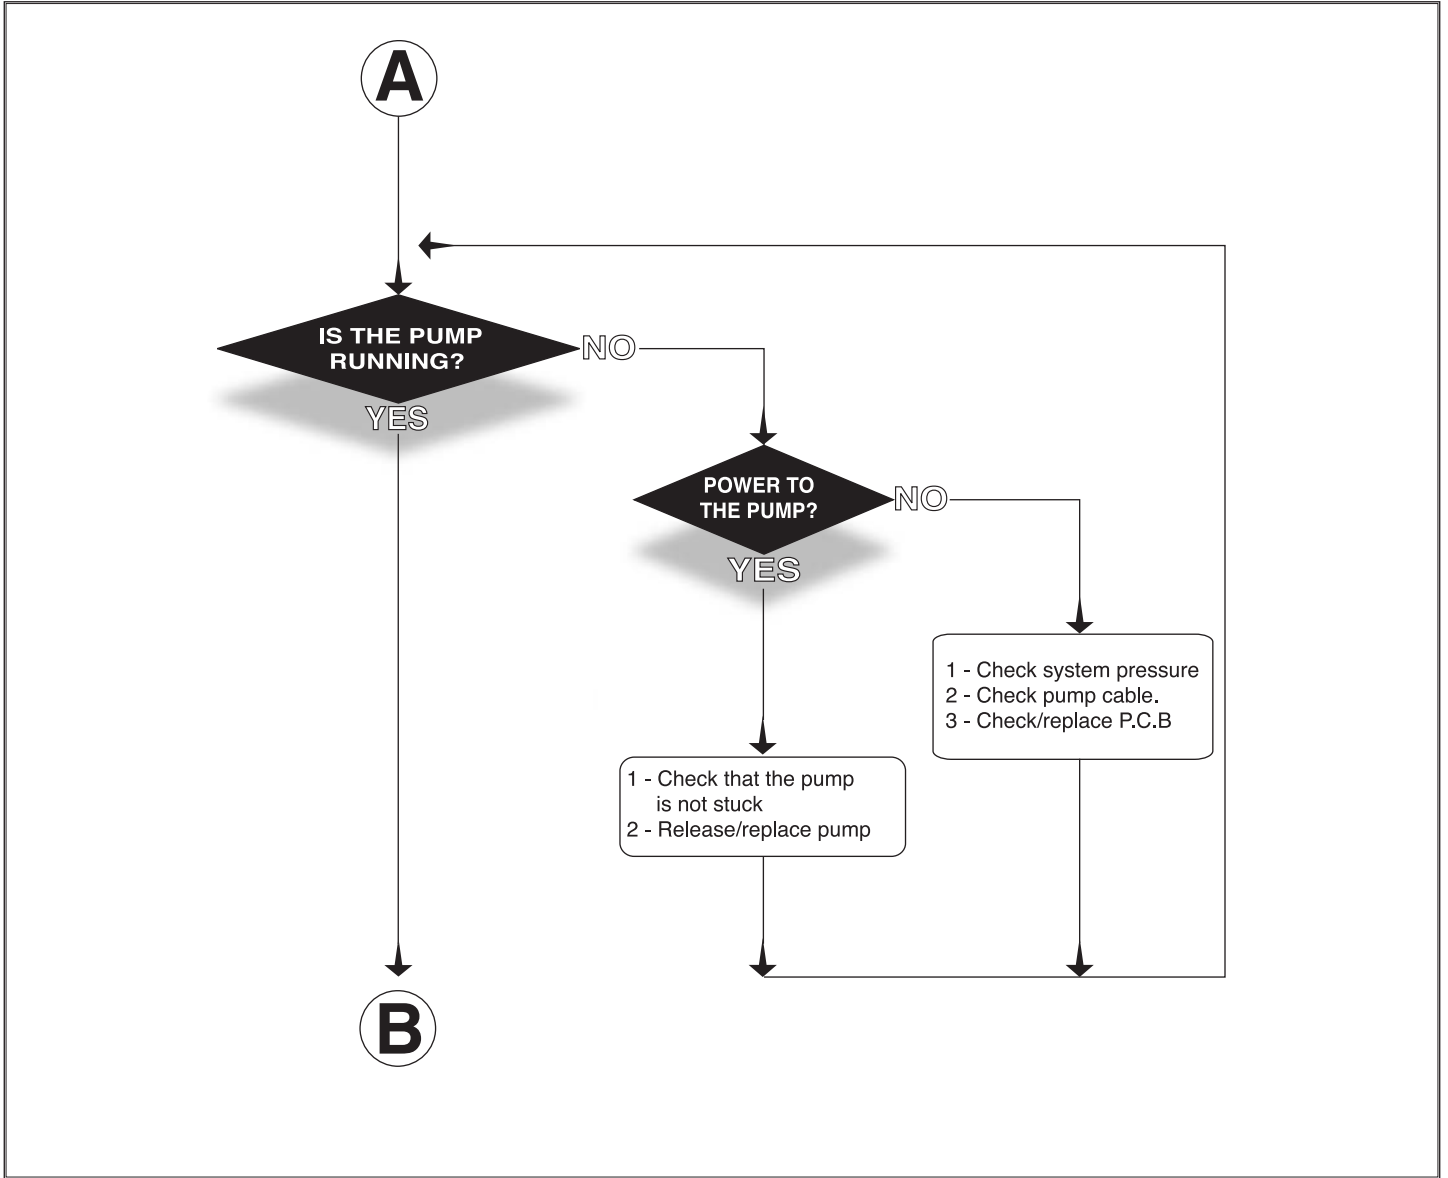 A
IS THE PUMP
RUNNING?
NO
YES
POWER TO
THE PUMP?
NO
YES
1 - Check system pressure
2 - Check pump cable.
3 - Check/replace P.C.B
1 - Check that the pump
is not stuck
2 - Release/replace pump
B